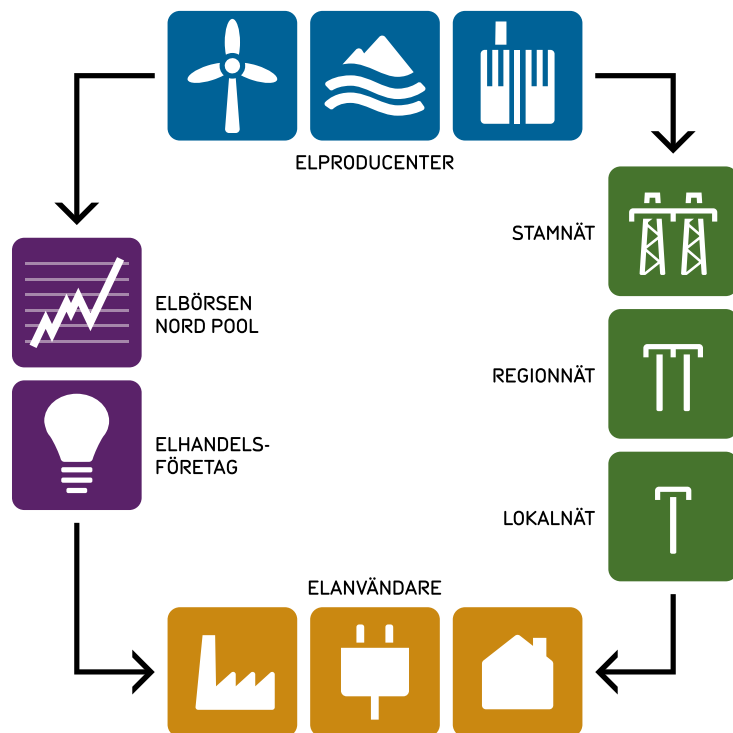 ELPRODUCENTER
STAMNÄT
ELBÖRSEN
NORD POOL
REGIONNÄT
ELHANDELS-
FÖRETAG
LOKALNÄT
ELANVÄNDARE